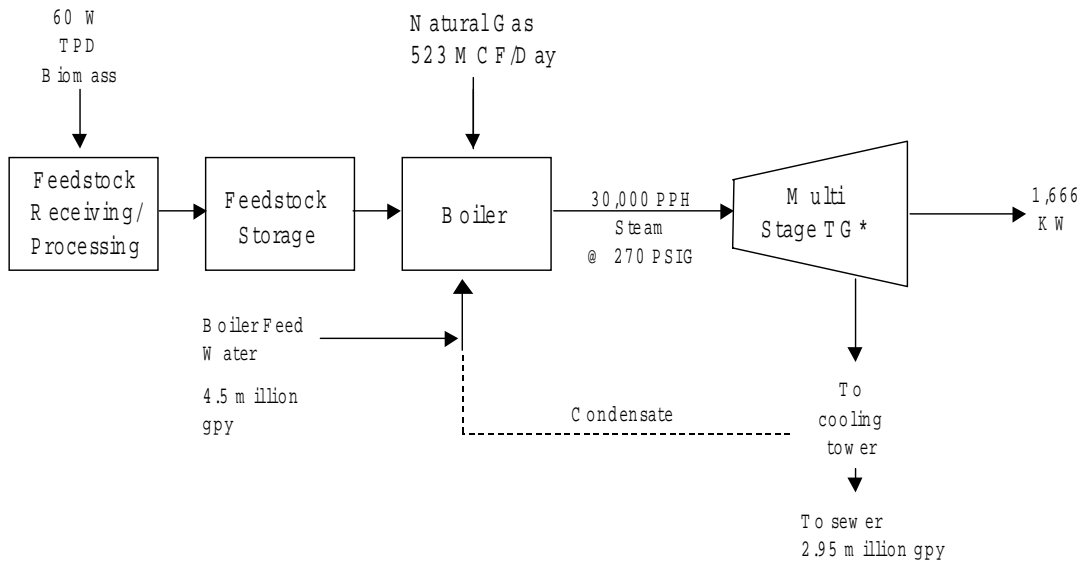 60 W
TPD
Biomass
Natural Gas
523 MCF/Day
Feedstock
Receiving/
Processing
Feedstock
Storage
Boiler
30,000 PPH
Steam
@ 270 PSIG
Multi
Stage TG*
1,666
KW
Boiler Feed
Water
4.5 million
gpy
Condensate
To
cooling
tower
To sewer
2.95 million gpy